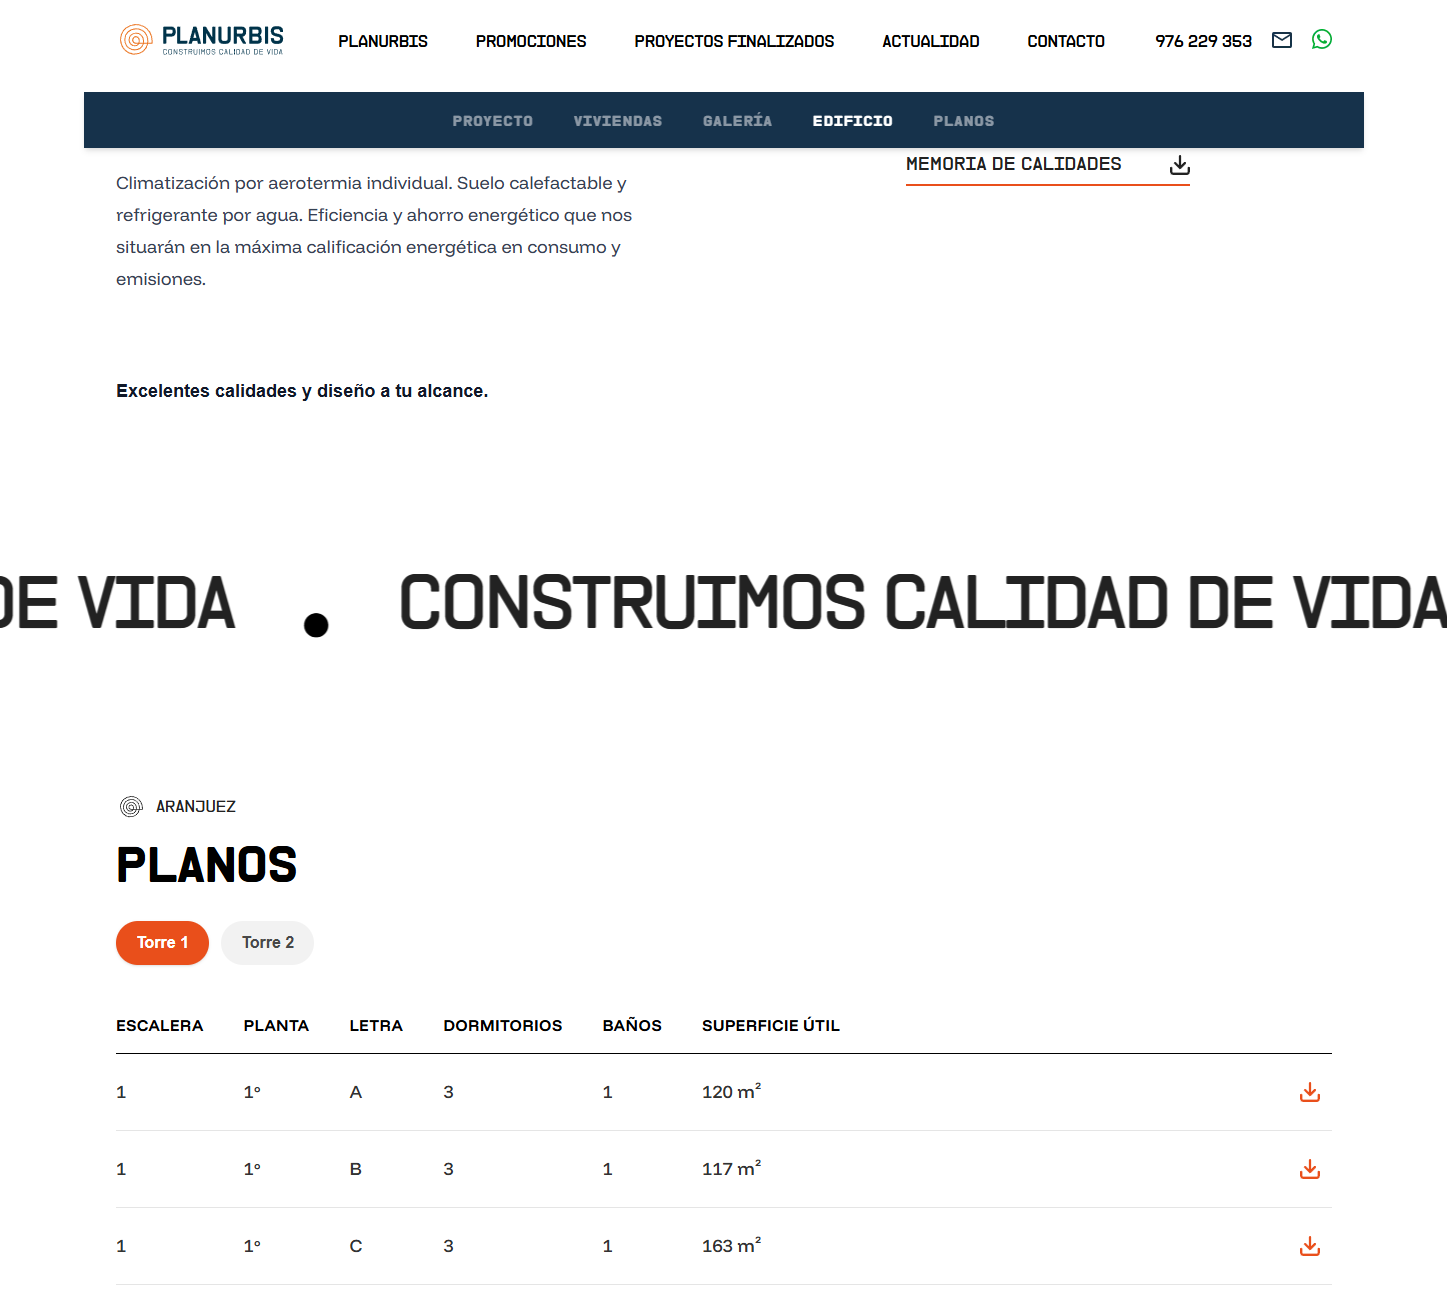 PLANURBIS
CONSTRUIMOS CALIDAD DE VIDA
PLANURBIS PROMOCIONES PROYECTOS FINALIZADOS ACTUALIDAD CONTACTO 976 229 353
PROYECTO VIVIENDAS GALERÍA EDIFICIO PLANOS
MEMORIA DE CALIDADES
Climatización por aerotermia individual. Suelo calefactable y
refrigerante por agua. Eficiencia y ahorro energético que nos
situarán en la máxima calificación energética en consumo y
emisiones.
Excelentes calidades y diseño a tu alcance.
DE VIDA . CONSTRUIMOS CALIDAD DE VIDA
ARANJUEZ
PLANOS
Torre 1 Torre 2
ESCALERA PLANTA LETRA DORMITORIOS BAÑOS SUPERFICIE ÚTIL
1 1º A 3 1 120 m²
1 1º B 3 1 117 m²
1 1º C 3 1 163 m²